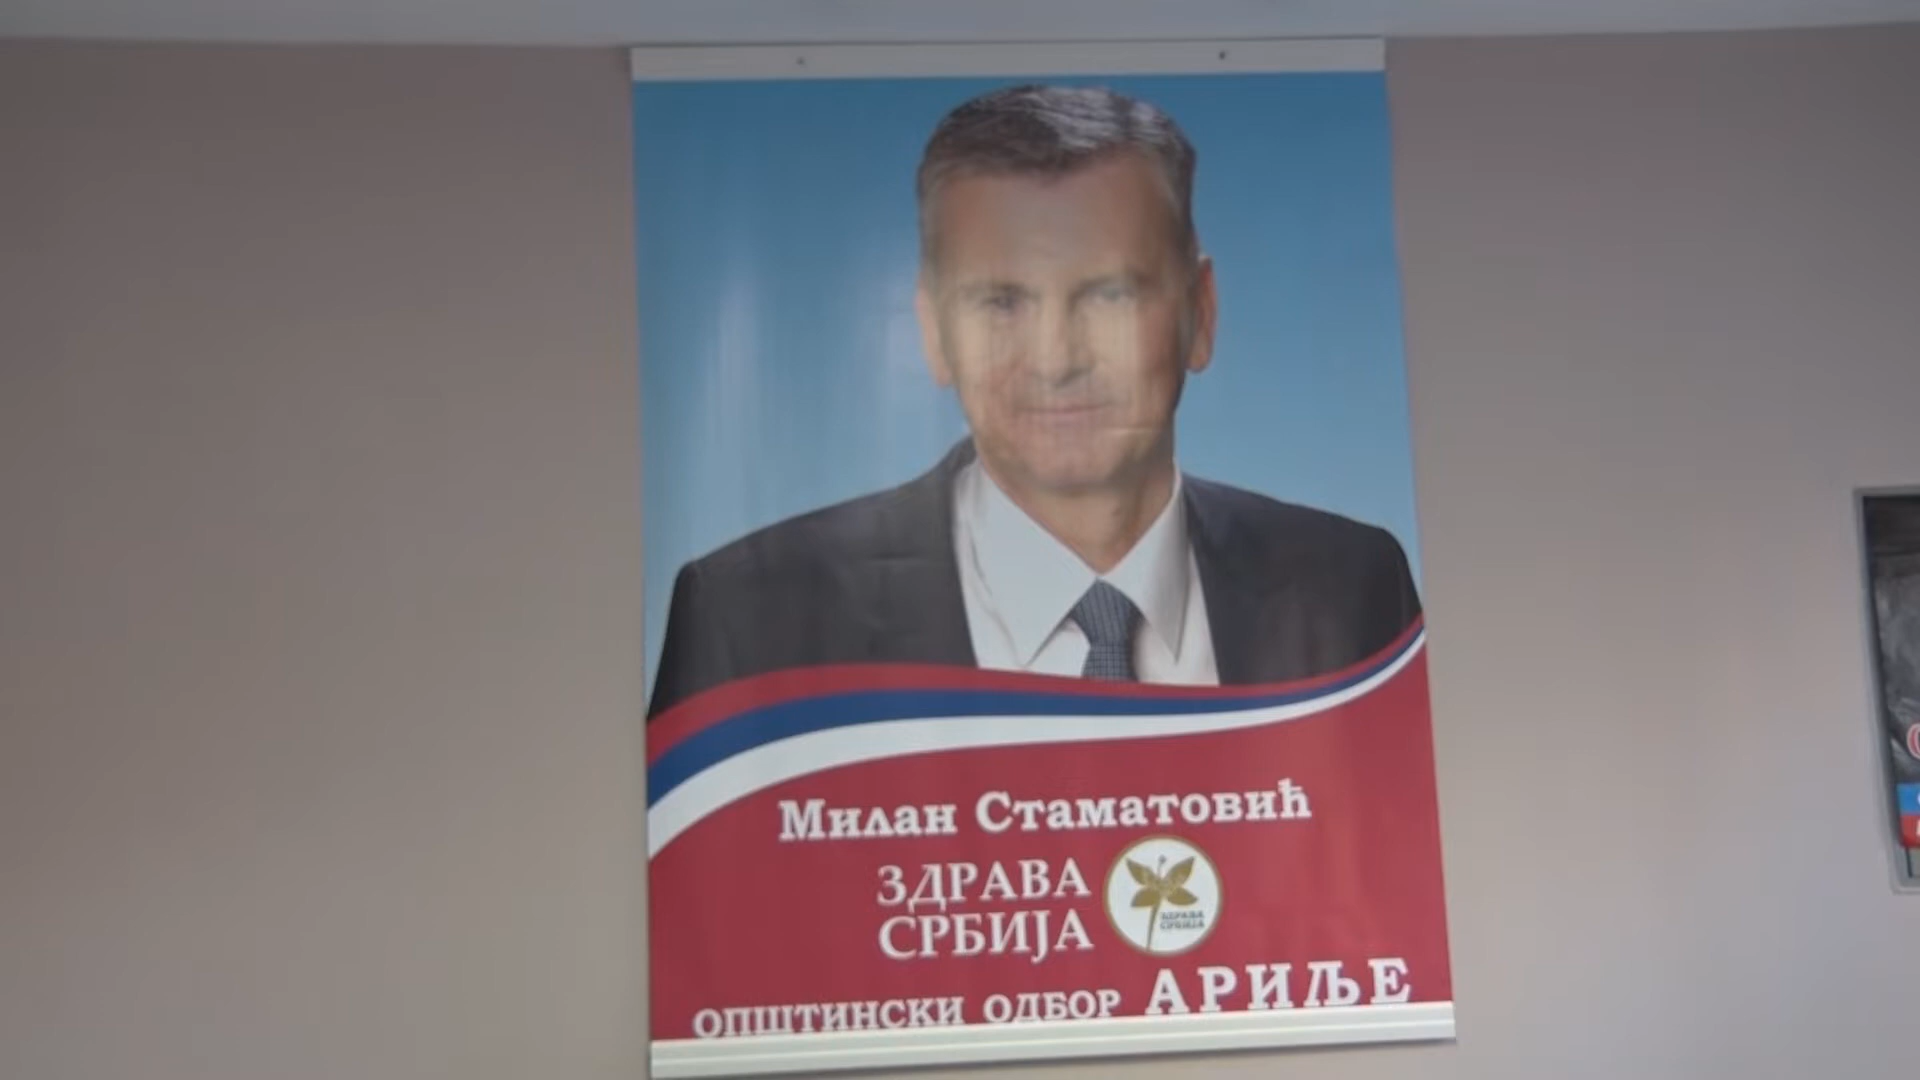 Милан Стаматовић
ЗДРАВА
СРБИЈА
ЗДРАВА
СРБИЈА
ОПШТИНСКИ ОДБОР АРИЉЕ